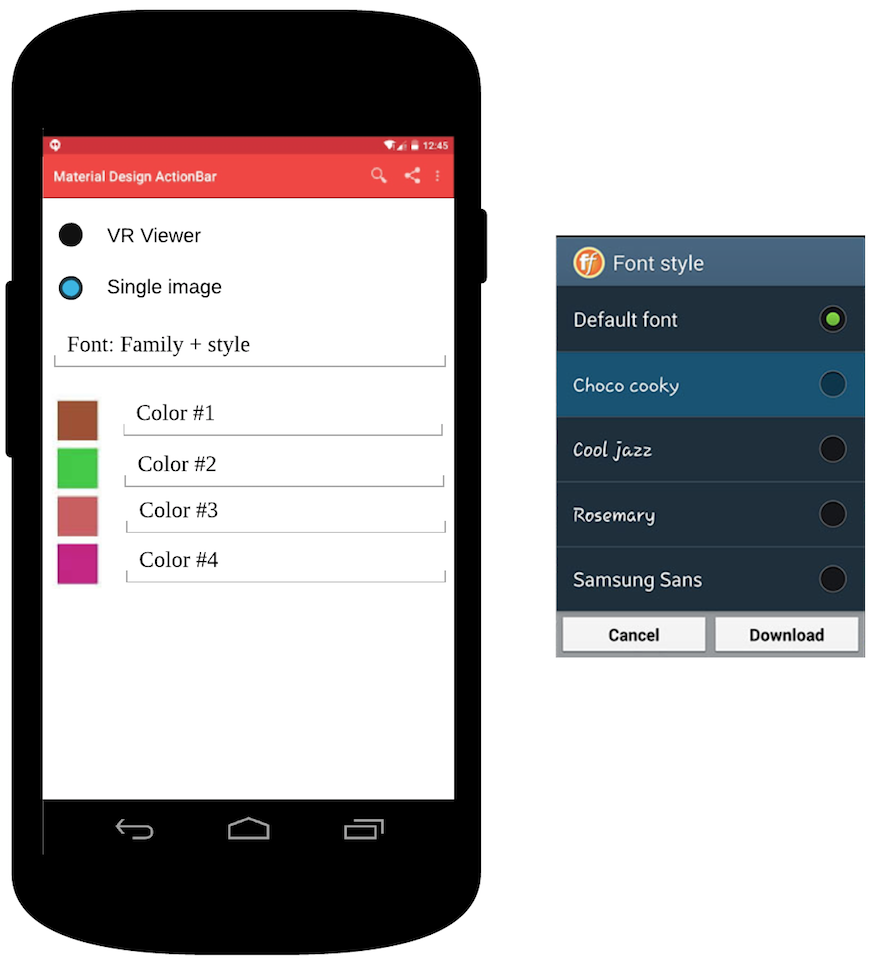 12:45
Material Design ActionBar
VR Viewer
Single image
Font: Family + style
Color #1
Color #2
Color #3
Color #4
ff Font style
Default font
Choco cooky
Cool jazz
Rosemary
Samsung Sans
Cancel Download